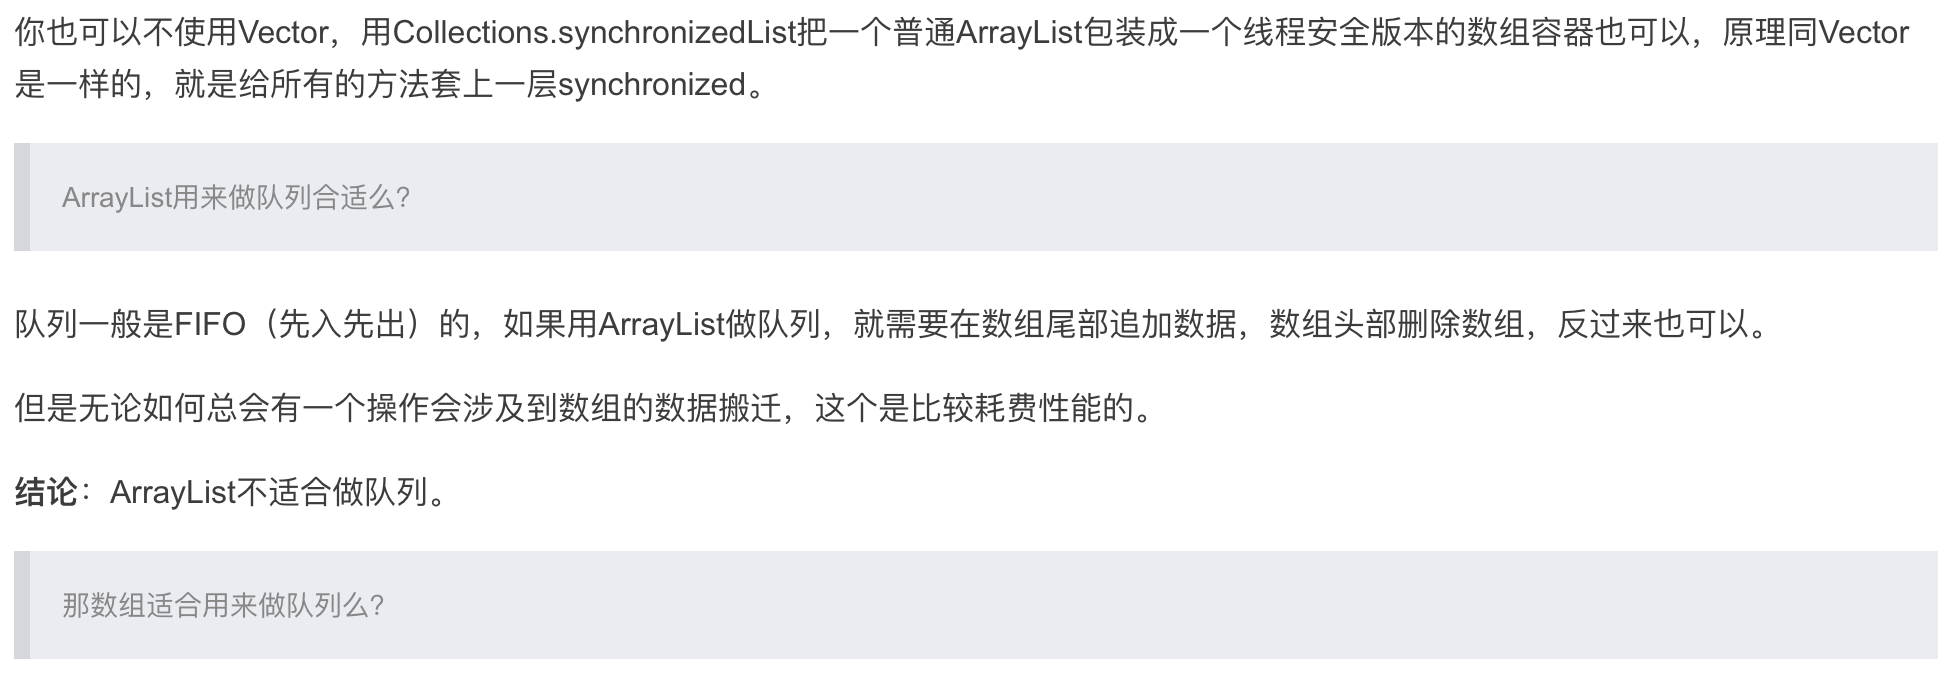 你也可以不使用Vector，用Collections.synchronizedList把一个普通ArrayList包装成一个线程安全版本的数组容器也可以，原理同Vector
是一样的，就是给所有的方法套上一层synchronized。
ArrayList用来做队列合适么？
队列一般是FIFO（先入先出）的，如果用ArrayList做队列，就需要在数组尾部追加数据，数组头部删除数组，反过来也可以。
但是无论如何总会有一个操作会涉及到数组的数据搬迁，这个是比较耗费性能的。
结论：ArrayList不适合做队列。
那数组适合用来做队列么？